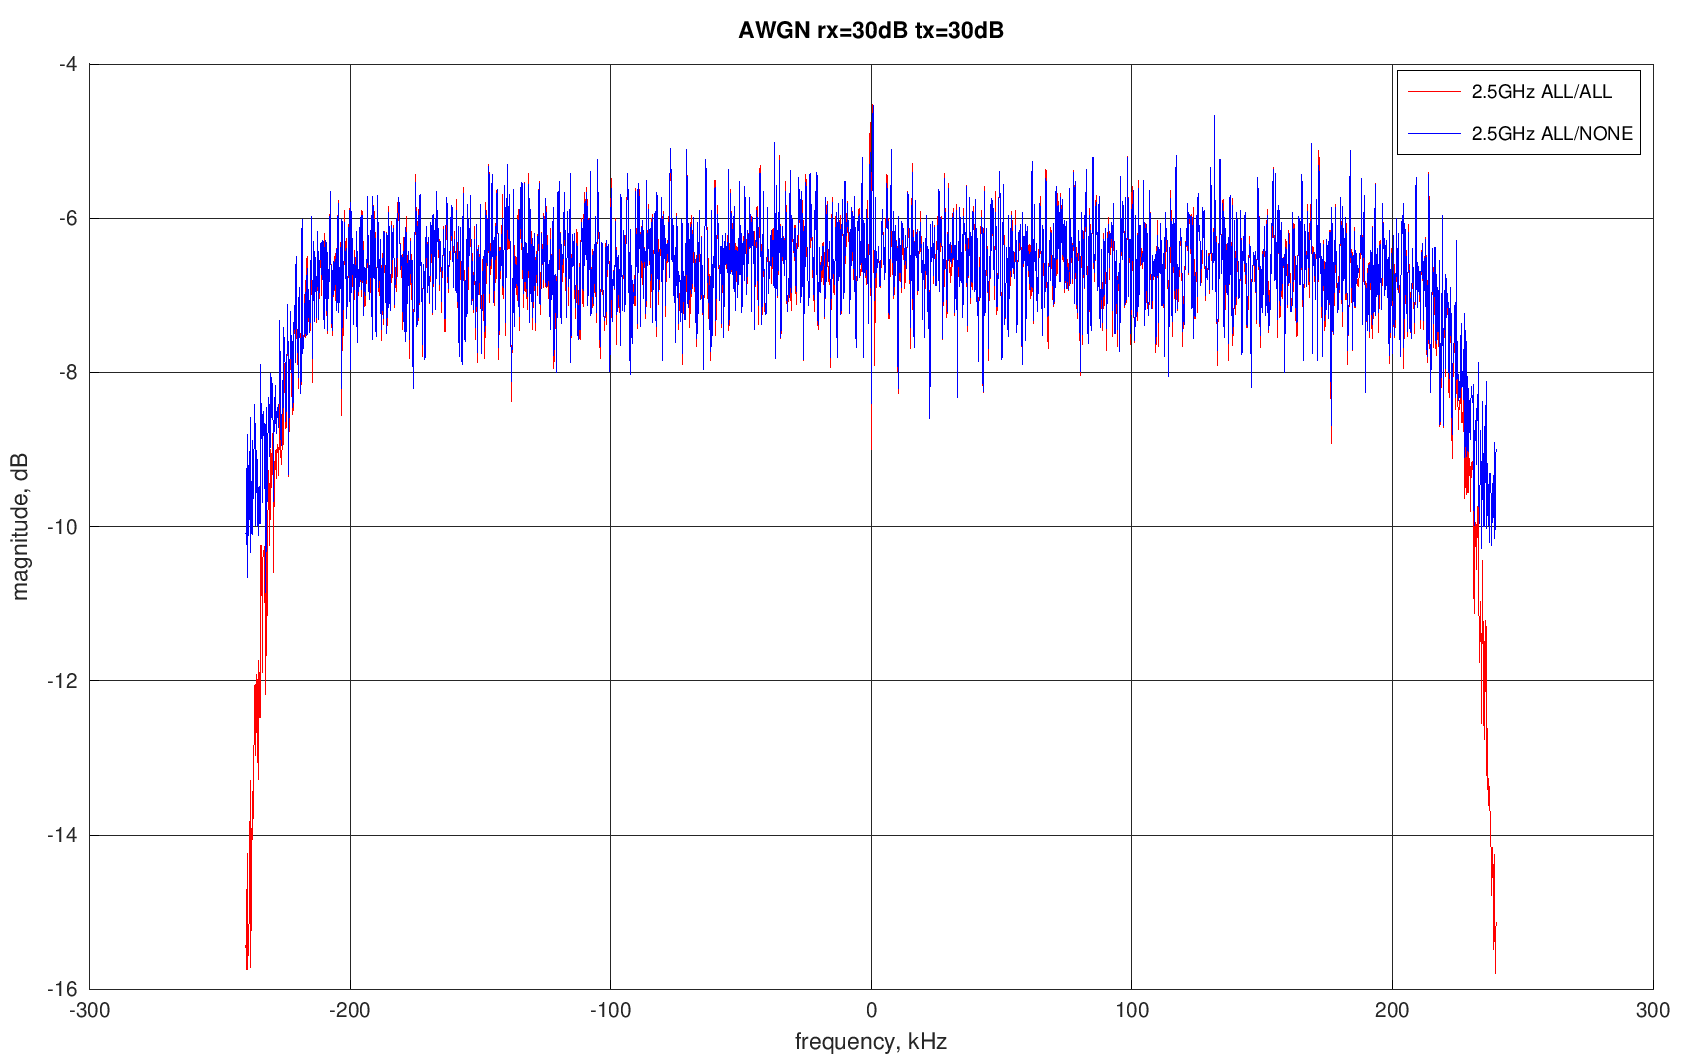 AWGN rx=30dB tx=30dB
2.5GHz ALL/ALL
2.5GHz ALL/NONE
magnitude, dB
-4
-6
-8
-10
-12
-14
-16
-300
-200
-100
0
100
200
300
frequency, kHz